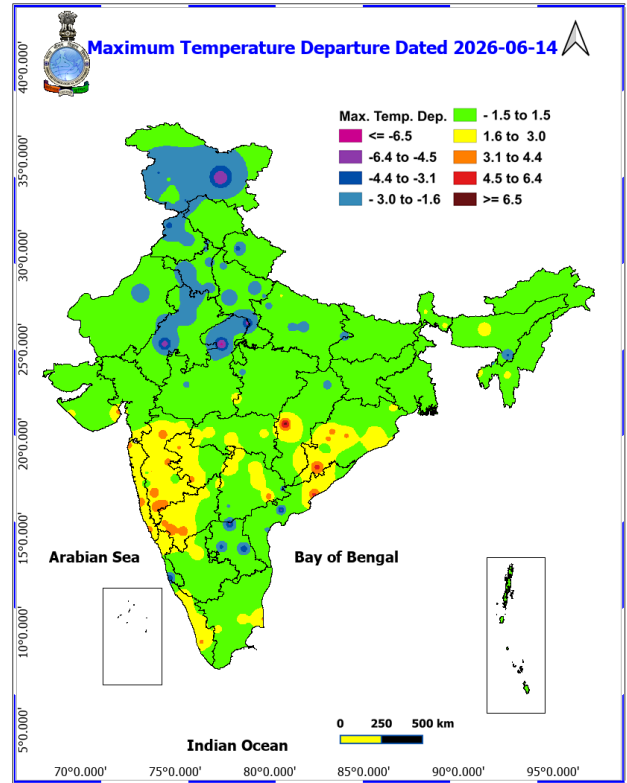 Maximum Temperature Departure Dated 2026-06-14
Max. Temp. Dep.
<= -6.5
-6.4 to -4.5
-4.4 to -3.1
- 3.0 to -1.6
- 1.5 to 1.5
1.6 to 3.0
3.1 to 4.4
4.5 to 6.4
>= 6.5
40°0.000'
35°0.000'
30°0.000'
25°0.000'
20°0.000'
15°0.000'
10°0.000'
5°0.000'
Arabian Sea
Bay of Bengal
Indian Ocean
0 250 500 km
70°0.000' 75°0.000' 80°0.000' 85°0.000' 90°0.000' 95°0.000'